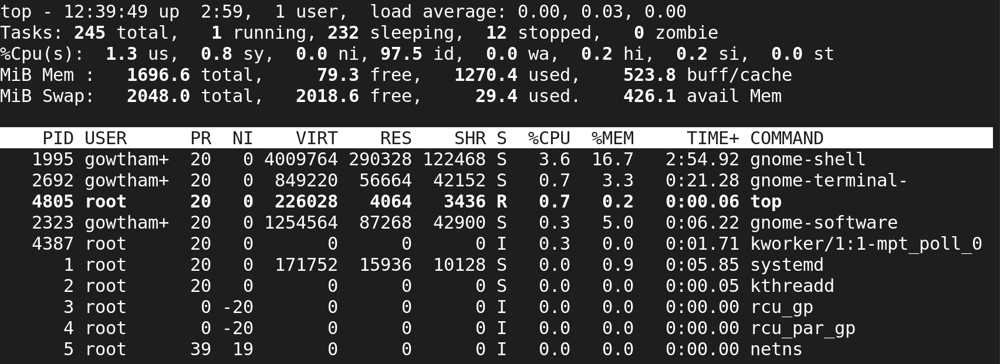 top - 12:39:49 up  2:59,  1 user,  load average: 0.00, 0.03, 0.00
Tasks: 245 total,   1 running, 232 sleeping,  12 stopped,   0 zombie
%Cpu(s):  1.3 us,  0.8 sy,  0.0 ni, 97.5 id,  0.0 wa,  0.2 hi,  0.2 si,  0.0 st
MiB Mem :   1696.6 total,     79.3 free,   1270.4 used,    523.8 buff/cache
MiB Swap:   2048.0 total,   2018.6 free,     29.4 used.    426.1 avail Mem
    PID USER      PR  NI    VIRT    RES    SHR S  %CPU  %MEM     TIME+ COMMAND
   1995 gowtham+  20   0 4009764 290328 122468 S   3.6  16.7   2:54.92 gnome-shell
   2692 gowtham+  20   0  849220  56664  42152 S   0.7   3.3   0:21.28 gnome-terminal-
   4805 root      20   0  226028   4064   3436 R   0.7   0.2   0:00.06 top
   2323 gowtham+  20   0 1254564  87268  42900 S   0.3   5.0   0:06.22 gnome-software
   4387 root      20   0       0      0      0 I   0.3   0.0   0:01.71 kworker/1:1-mpt_poll_0
      1 root      20   0  171752  15936  10128 S   0.0   0.9   0:05.85 systemd
      2 root      20   0       0      0      0 S   0.0   0.0   0:00.05 kthreadd
      3 root       0 -20       0      0      0 I   0.0   0.0   0:00.00 rcu_gp
      4 root       0 -20       0      0      0 I   0.0   0.0   0:00.00 rcu_par_gp
      5 root      39  19       0      0      0 I   0.0   0.0   0:00.00 netns